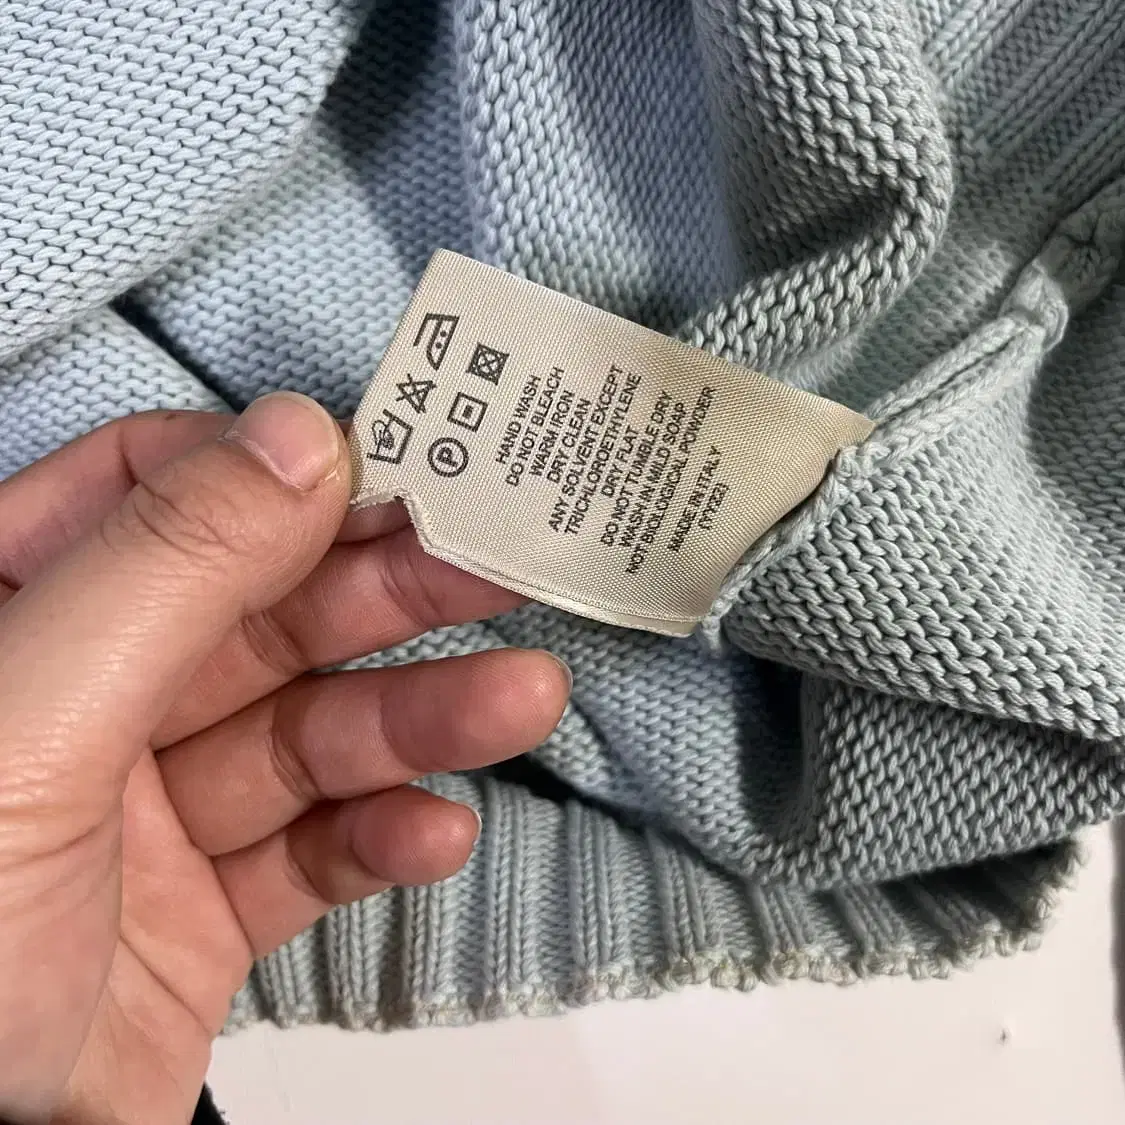 P
HAND WASH
DO NOT BLEACH
WARM IRON
DRY CLEAN
ANY SOLVENT EXCEPT
TRICHLOROETHYLENE
DRY FLAT
DO NOT TUMBLE DRY
WASH IN MILD SOAP
NOT BIOLOGICAL POWDER
MADE IN ITALY
(YY22)